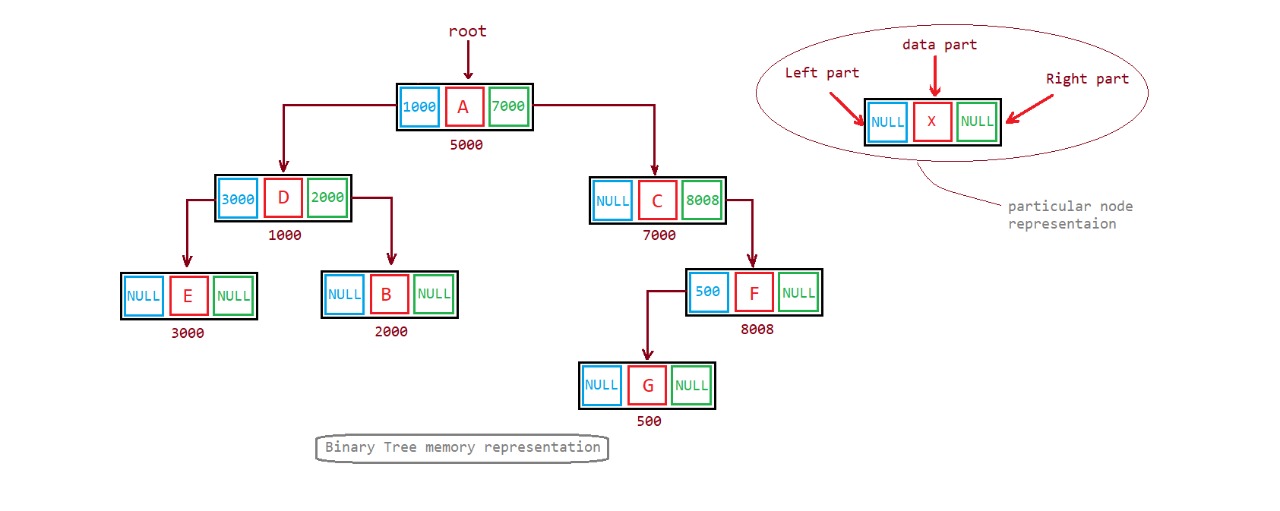 root
data part
Left part
Right part
1000 A 7000
NULL X NULL
5000
3000 D 2000
NULL C 8008
particular node
representaion
1000
7000
NULL E NULL
NULL B NULL
500 F NULL
3000
2000
8008
NULL G NULL
500
Binary Tree memory representation